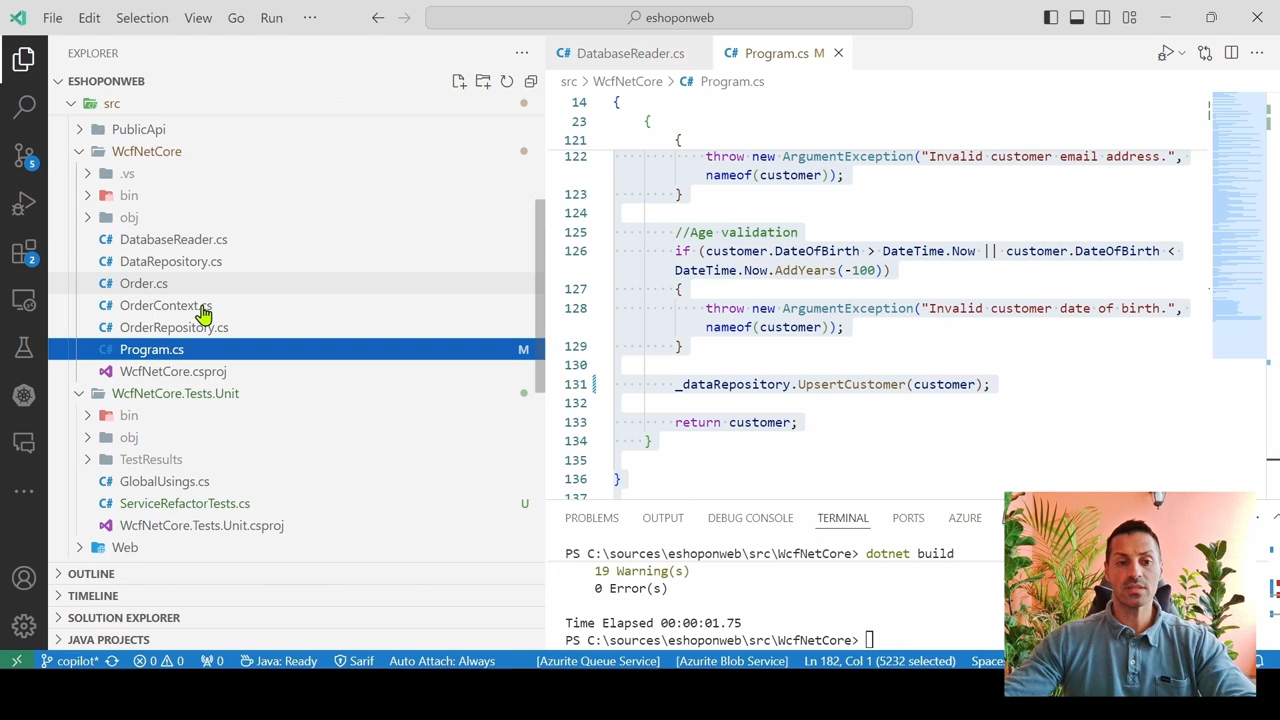 File Edit Selection View Go Run ··· eshoponweb
EXPLORER
ESHOPONWEB
src
PublicApi
WcfNetCore
.vs
bin
obj
DatabaseReader.cs
DataRepository.cs
Order.cs
OrderContext.cs
OrderRepository.cs
Program.cs M
WcfNetCore.csproj
WcfNetCore.Tests.Unit
bin
obj
TestResults
GlobalUsings.cs
ServiceRefactorTests.cs U
WcfNetCore.Tests.Unit.csproj
Web
OUTLINE
TIMELINE
SOLUTION EXPLORER
JAVA PROJECTS
5
2
DatabaseReader.cs Program.cs M
src > WcfNetCore > Program.cs
14 {
23 {
121 {
122 throw new ArgumentException("Invalid customer email address.",
nameof(customer));
123 }
124
125 //Age validation
126 if (customer.DateOfBirth > DateTime.Now || customer.DateOfBirth <
DateTime.Now.AddYears(-100))
127 {
128 throw new ArgumentException("Invalid customer date of birth.",
nameof(customer));
129 }
130
131 _dataRepository.UpsertCustomer(customer);
132
133 return customer;
134 }
135
136 }
137
PROBLEMS OUTPUT DEBUG CONSOLE TERMINAL PORTS AZURE
PS C:\sources\eshoponweb\src\WcfNetCore> dotnet build
19 Warning(s)
0 Error(s)
Time Elapsed 00:00:01.75
PS C:\sources\eshoponweb\src\WcfNetCore>
copilot* 0 0 0 Java: Ready Sarif Auto Attach: Always [Azurite Queue Service] [Azurite Blob Service] Ln 182, Col 1 (5232 selected)